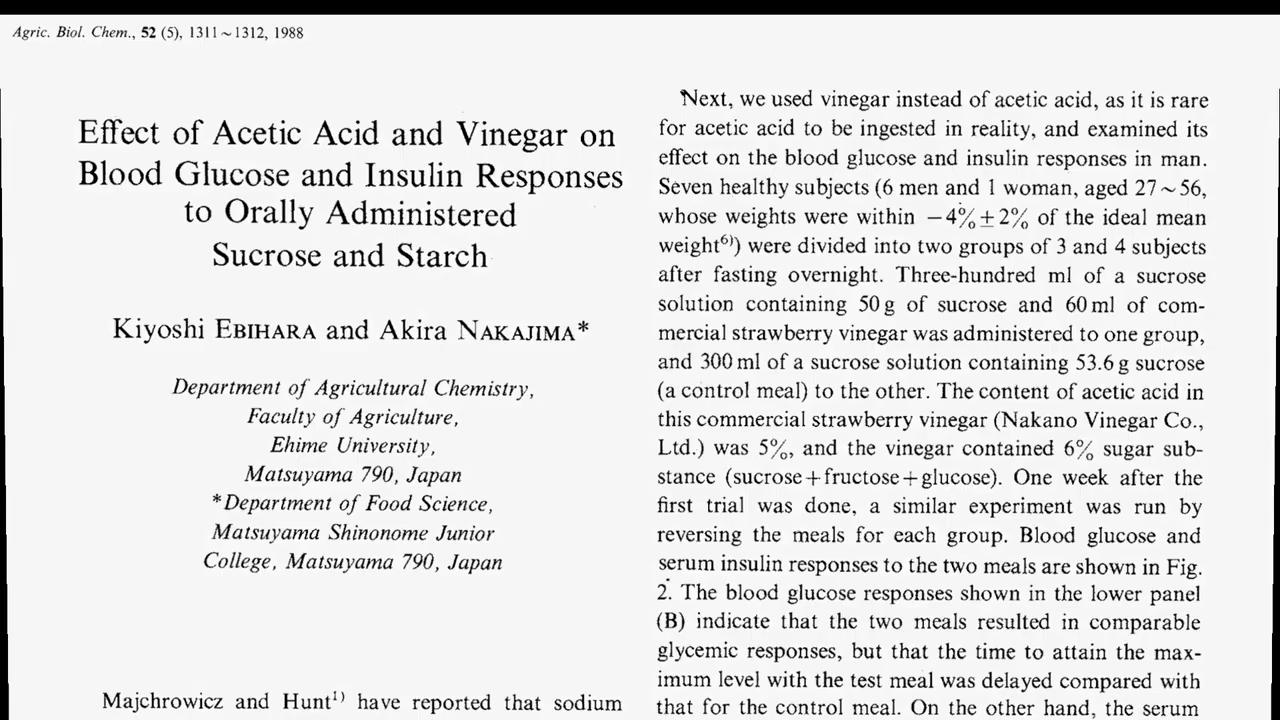 Agric. Biol. Chem., 52 (5), 1311~1312, 1988
Effect of Acetic Acid and Vinegar on
Blood Glucose and Insulin Responses
to Orally Administered
Sucrose and Starch
Kiyoshi EBIHARA and Akira NAKAJIMA*
Department of Agricultural Chemistry,
Faculty of Agriculture,
Ehime University,
Matsuyama 790, Japan
*Department of Food Science,
Matsuyama Shinonome Junior
College, Matsuyama 790, Japan
Majchrowicz and Hunt1) have reported that sodium
Next, we used vinegar instead of acetic acid, as it is rare
for acetic acid to be ingested in reality, and examined its
effect on the blood glucose and insulin responses in man.
Seven healthy subjects (6 men and 1 woman, aged 27~56,
whose weights were within −4%±2% of the ideal mean
weight6)) were divided into two groups of 3 and 4 subjects
after fasting overnight. Three-hundred ml of a sucrose
solution containing 50 g of sucrose and 60 ml of com-
mercial strawberry vinegar was administered to one group,
and 300 ml of a sucrose solution containing 53.6 g sucrose
(a control meal) to the other. The content of acetic acid in
this commercial strawberry vinegar (Nakano Vinegar Co.,
Ltd.) was 5%, and the vinegar contained 6% sugar sub-
stance (sucrose+fructose+glucose). One week after the
first trial was done, a similar experiment was run by
reversing the meals for each group. Blood glucose and
serum insulin responses to the two meals are shown in Fig.
2. The blood glucose responses shown in the lower panel
(B) indicate that the two meals resulted in comparable
glycemic responses, but that the time to attain the max-
imum level with the test meal was delayed compared with
that for the control meal. On the other hand, the serum